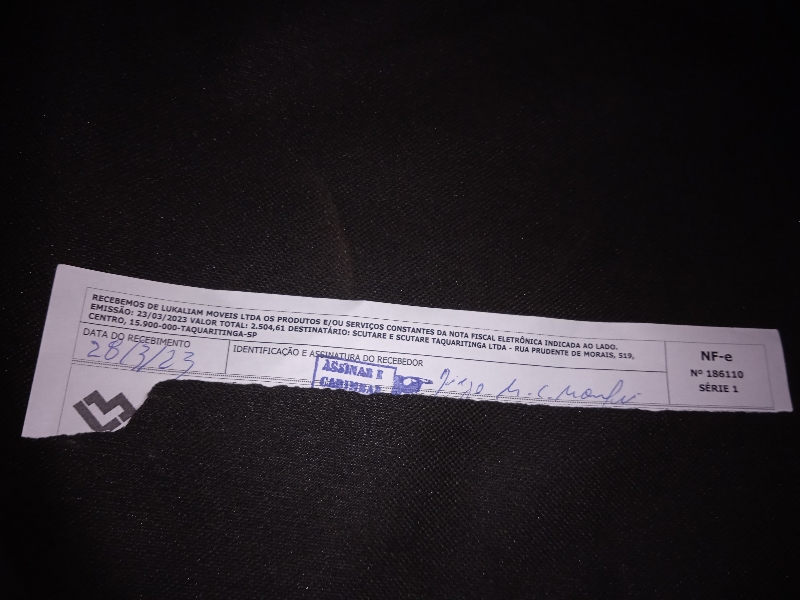 RECEBEMOS DE LUKALIAM MOVEIS LTDA OS PRODUTOS E/OU SERVIÇOS CONSTANTES DA NOTA FISCAL ELETRÔNICA INDICADA AO LADO.
EMISSÃO: 23/03/2023 VALOR TOTAL: 2.504,61 DESTINATÁRIO: SCUTARE E SCUTARE TAQUARITINGA LTDA - RUA PRUDENTE DE MORAIS, 519,
CENTRO, 15.900-000-TAQUARITINGA-SP
DATA DO RECEBIMENTO
28/3/23
IDENTIFICAÇÃO E ASSINATURA DO RECEBEDOR
ASSINAR E
CARIMBAR
M. C.
NF-e
Nº 186110
SÉRIE 1